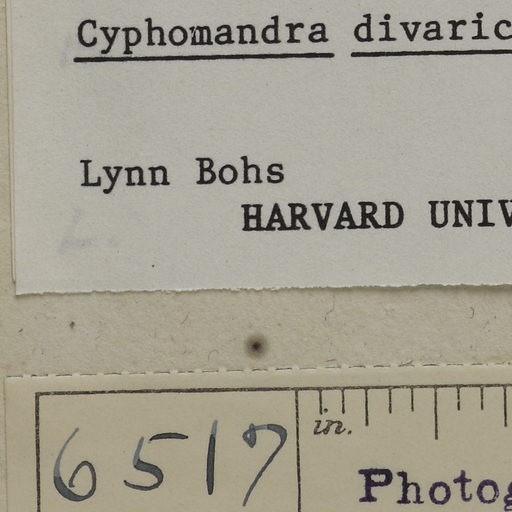 Cyphomandra divaric
Lynn Bohs
HARVARD UNIV
in.
6517
Photog